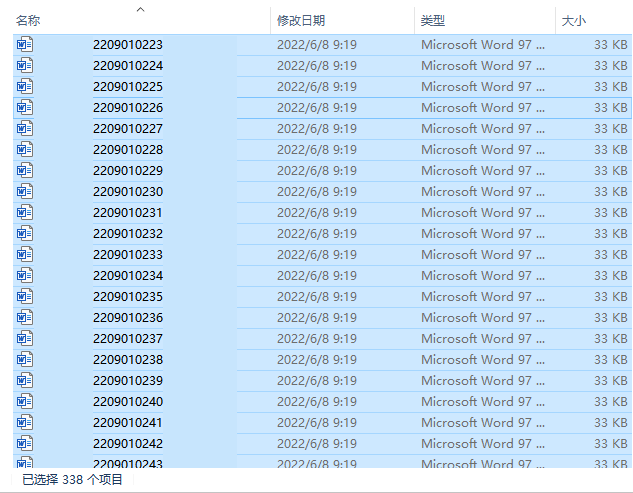 名称 修改日期 类型 大小
2209010223 2022/6/8 9:19 Microsoft Word 97 ... 33 KB
2209010224 2022/6/8 9:19 Microsoft Word 97 ... 33 KB
2209010225 2022/6/8 9:19 Microsoft Word 97 ... 33 KB
2209010226 2022/6/8 9:19 Microsoft Word 97 ... 33 KB
2209010227 2022/6/8 9:19 Microsoft Word 97 ... 33 KB
2209010228 2022/6/8 9:19 Microsoft Word 97 ... 33 KB
2209010229 2022/6/8 9:19 Microsoft Word 97 ... 33 KB
2209010230 2022/6/8 9:19 Microsoft Word 97 ... 33 KB
2209010231 2022/6/8 9:19 Microsoft Word 97 ... 33 KB
2209010232 2022/6/8 9:19 Microsoft Word 97 ... 33 KB
2209010233 2022/6/8 9:19 Microsoft Word 97 ... 33 KB
2209010234 2022/6/8 9:19 Microsoft Word 97 ... 33 KB
2209010235 2022/6/8 9:19 Microsoft Word 97 ... 33 KB
2209010236 2022/6/8 9:19 Microsoft Word 97 ... 33 KB
2209010237 2022/6/8 9:19 Microsoft Word 97 ... 33 KB
2209010238 2022/6/8 9:19 Microsoft Word 97 ... 33 KB
2209010239 2022/6/8 9:19 Microsoft Word 97 ... 33 KB
2209010240 2022/6/8 9:19 Microsoft Word 97 ... 33 KB
2209010241 2022/6/8 9:19 Microsoft Word 97 ... 33 KB
2209010242 2022/6/8 9:19 Microsoft Word 97 ... 33 KB
2209010243 2022/6/8 9:19 Microsoft Word 97 ... 33 KB
已选择 338 个项目